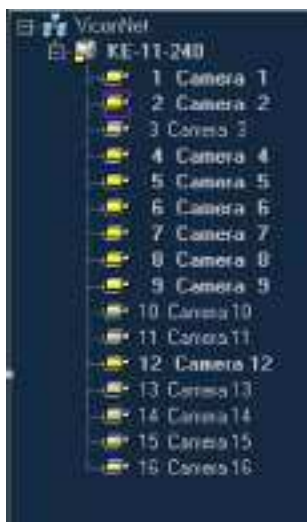 ViconNet
KE-11-240
1 Camera 1
2 Camera 2
3 Camera 3
4 Camera 4
5 Camera 5
6 Camera 6
7 Camera 7
8 Camera 8
9 Camera 9
10 Camera 10
11 Camera 11
12 Camera 12
13 Camera 13
14 Camera 14
15 Camera 15
16 Camera 16